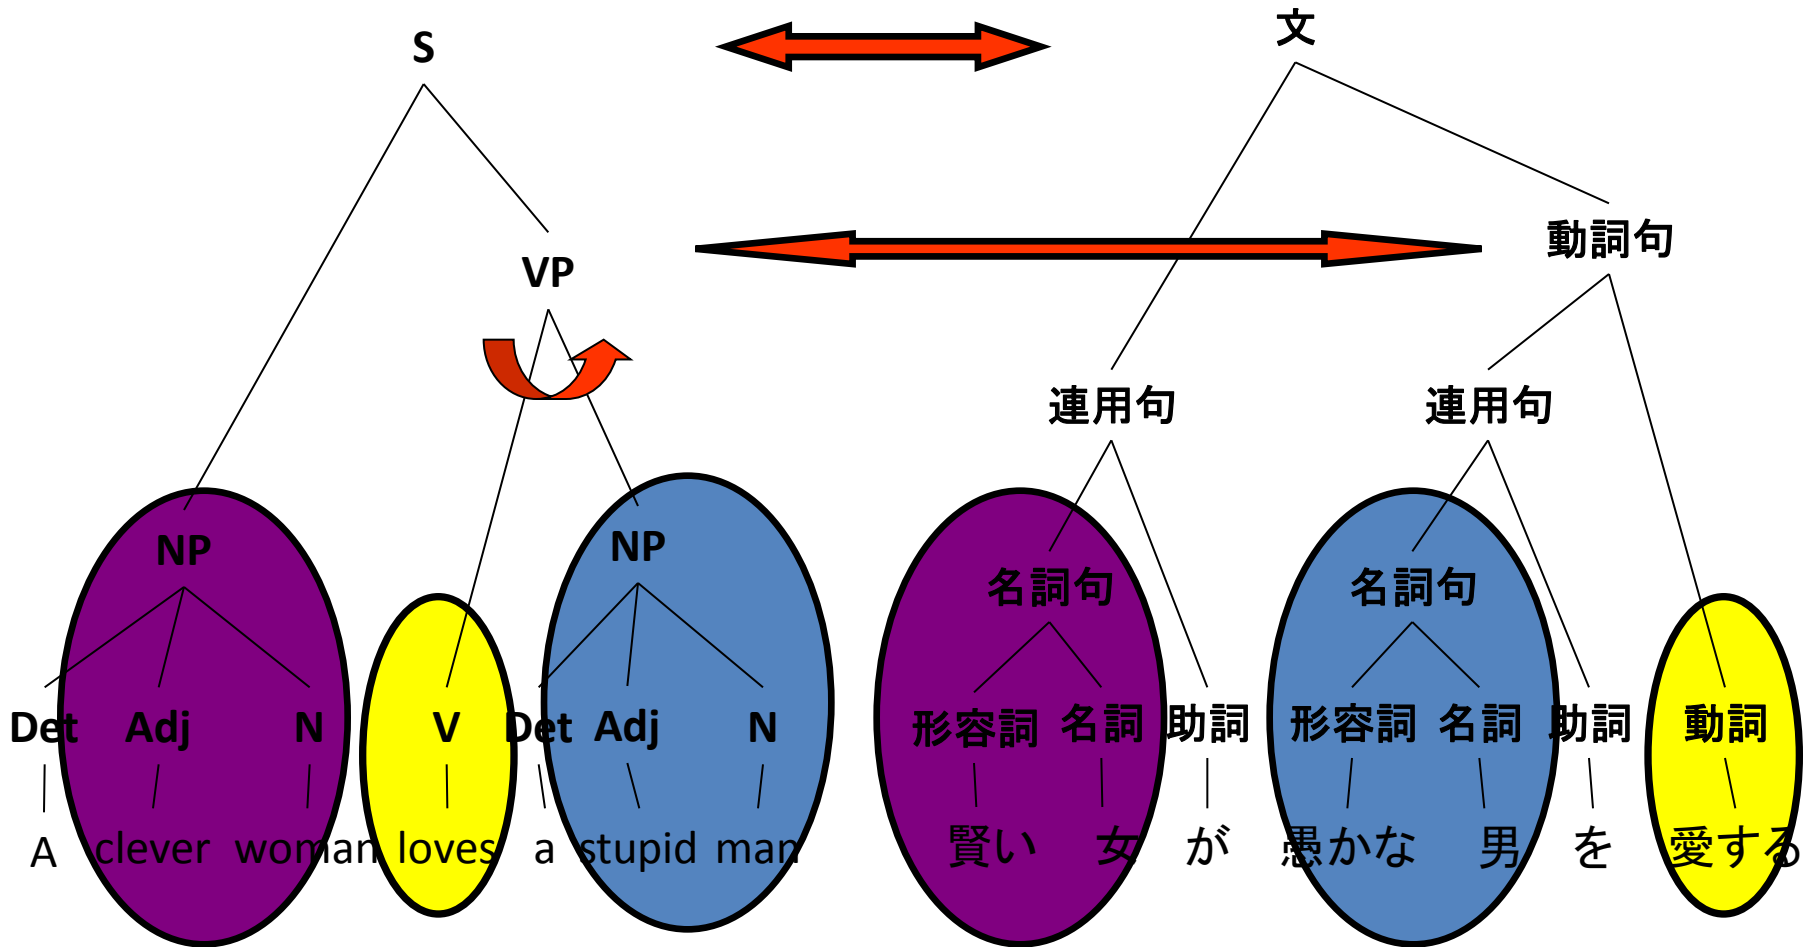 S 文
動詞句
VP
連用句 連用句
NP NP
名詞句 名詞句
Det Adj N V Det Adj N 形容詞 名詞 助詞 形容詞 名詞 助詞 動詞
A clever woman loves a stupid man 賢い 女 が 愚かな 男 を 愛する